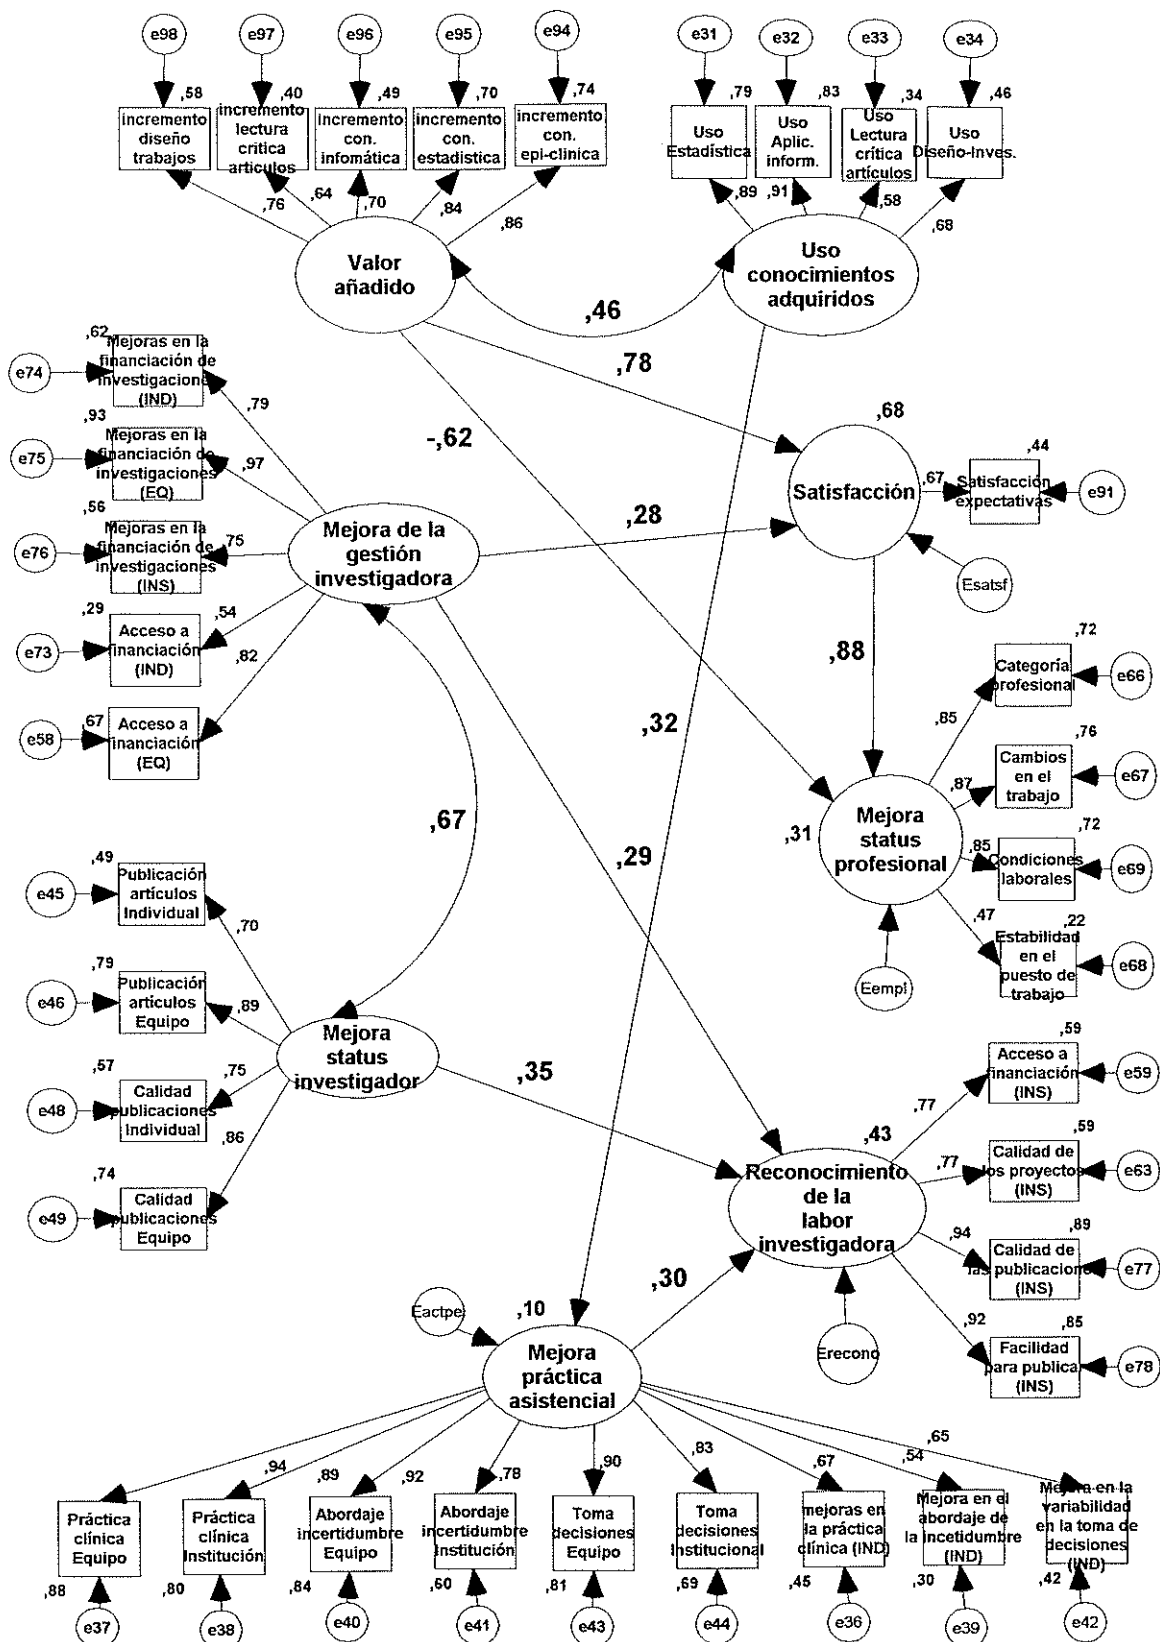 e98
e97
e96
e95
e94
e31
e32
e33
e34
,58
,40
,49
,70
,74
,79
,83
,34
,46
incremento
diseño
trabajos
incremento
lectura
critica
articulos
incremento
con.
infomática
incremento
con.
estadistica
incremento
con.
epi-clinica
Uso
Estadística
Uso
Aplic.
inform.
Uso
Lectura
crítica
artículos
Uso
Diseño-Inves.
,76
,64
,70
,84
,86
,89
,91
,58
,68
Valor
añadido
Uso
conocimientos
adquiridos
,46
,78
-,62
,62
e74
Mejoras en la
financiación de
investigaciones
(IND)
,79
,93
e75
Mejoras en la
financiación de
investigaciones
(EQ)
,97
,56
e76
Mejoras en la
financiación de
investigaciones
(INS)
,75
,29
e73
Acceso a
financiación
(IND)
,54
,67
e58
Acceso a
financiación
(EQ)
,82
Mejora de la
gestión
investigadora
,28
,68
Satisfacción
,67
,44
Satisfacción
expectativas
e91
Esatsf
,88
,32
,67
,29
,31
Mejora
status
profesional
Eempl
,85
,72
Categoría
profesional
e66
,87
,76
Cambios
en el
trabajo
e67
,85
,72
Condiciones
laborales
e69
,47
,22
Estabilidad
en el
puesto de
trabajo
e68
,49
e45
Publicación
artículos
Individual
,70
,79
e46
Publicación
artículos
Equipo
,89
,57
e48
Calidad
publicaciones
Individual
,75
,74
e49
Calidad
publicaciones
Equipo
,86
Mejora
status
investigador
,35
,43
Reconocimiento
de la
labor
investigadora
Erecono
,77
,59
Acceso a
financiación
(INS)
e59
,77
,59
Calidad de
los proyectos
(INS)
e63
,94
,89
Calidad de
las publicaciones
(INS)
e77
,92
,85
Facilidad
para publica
(INS)
e78
,30
Eactpe
,10
Mejora
práctica
asistencial
,94
,89
,92
,78
,90
,83
,67
,54
,65
Práctica
clínica
Equipo
Práctica
clínica
Institución
Abordaje
incertidumbre
Equipo
Abordaje
incertidumbre
Institución
Toma
decisiones
Equipo
Toma
decisiones
Institucional
mejoras en
la práctica
clínica (IND)
Mejora en el
abordaje de
la incetidumbre
(IND)
Mejora en la
variabilidad
en la toma de
decisiones
(IND)
,88
,80
,84
,60
,81
,69
,45
,30
,42
e37
e38
e40
e41
e43
e44
e36
e39
e42